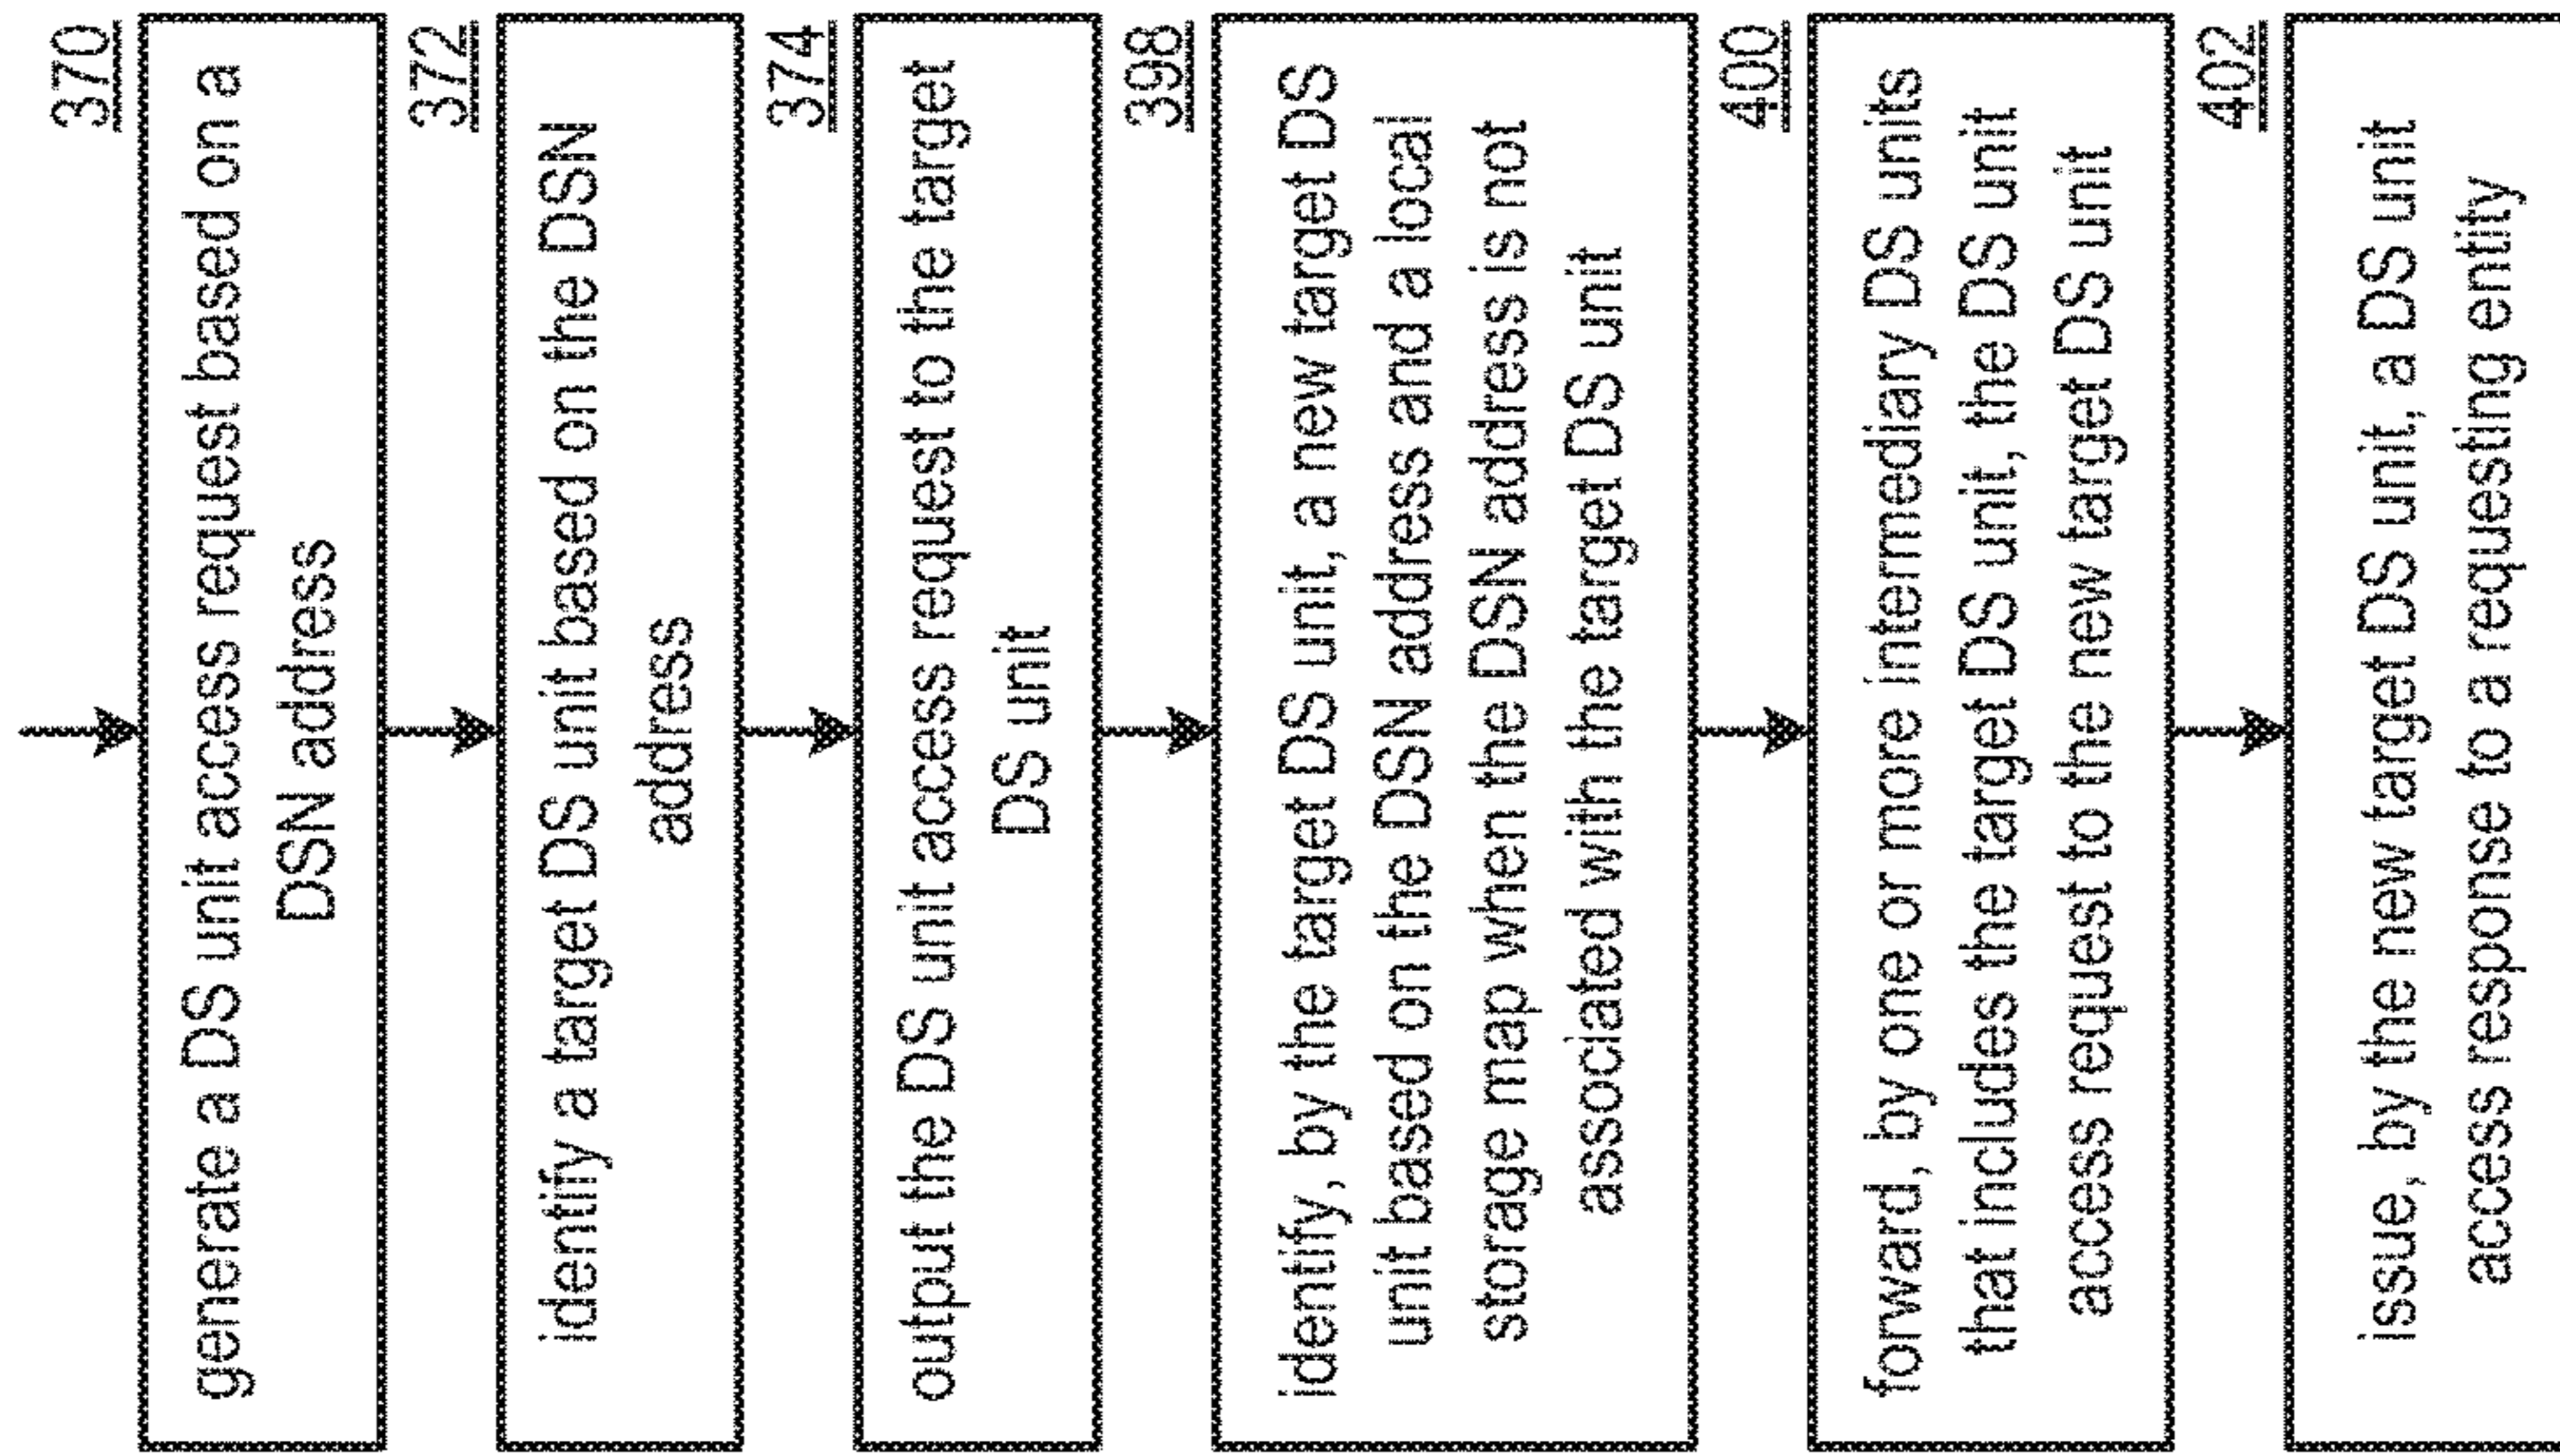 370
generate a DS unit access request based on a
DSN address
372
identify a target DS unit based on the DSN
address
374
output the DS unit access request to the target
DS unit
398
identify, by the target DS unit, a new target DS
unit based on the DSN address and a local
storage map when the DSN address is not
associated with the target DS unit
400
forward, by one or more intermediary DS units
that includes the target DS unit, the DS unit
access request to the new target DS unit
402
issue, by the new target DS unit, a DS unit
access response to a requesting entity